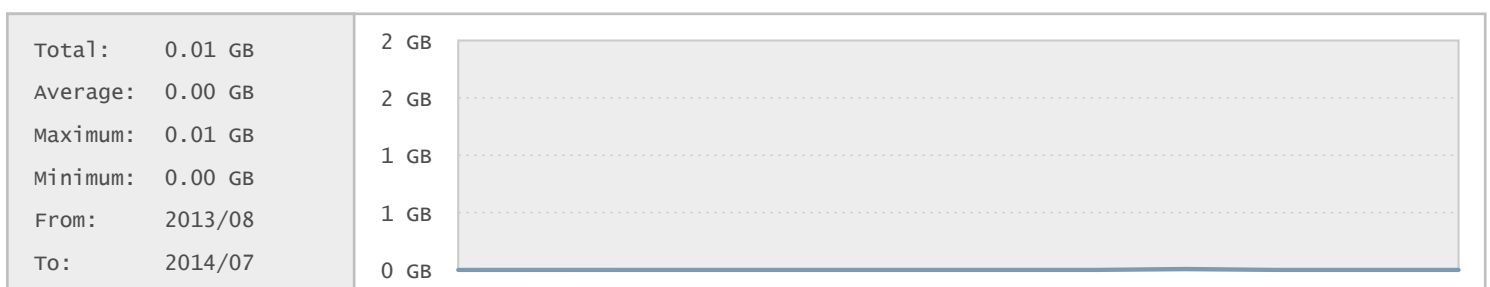 Total: 0.01 GB
Average: 0.00 GB
Maximum: 0.01 GB
Minimum: 0.00 GB
From: 2013/08
To: 2014/07
2 GB
2 GB
1 GB
1 GB
0 GB